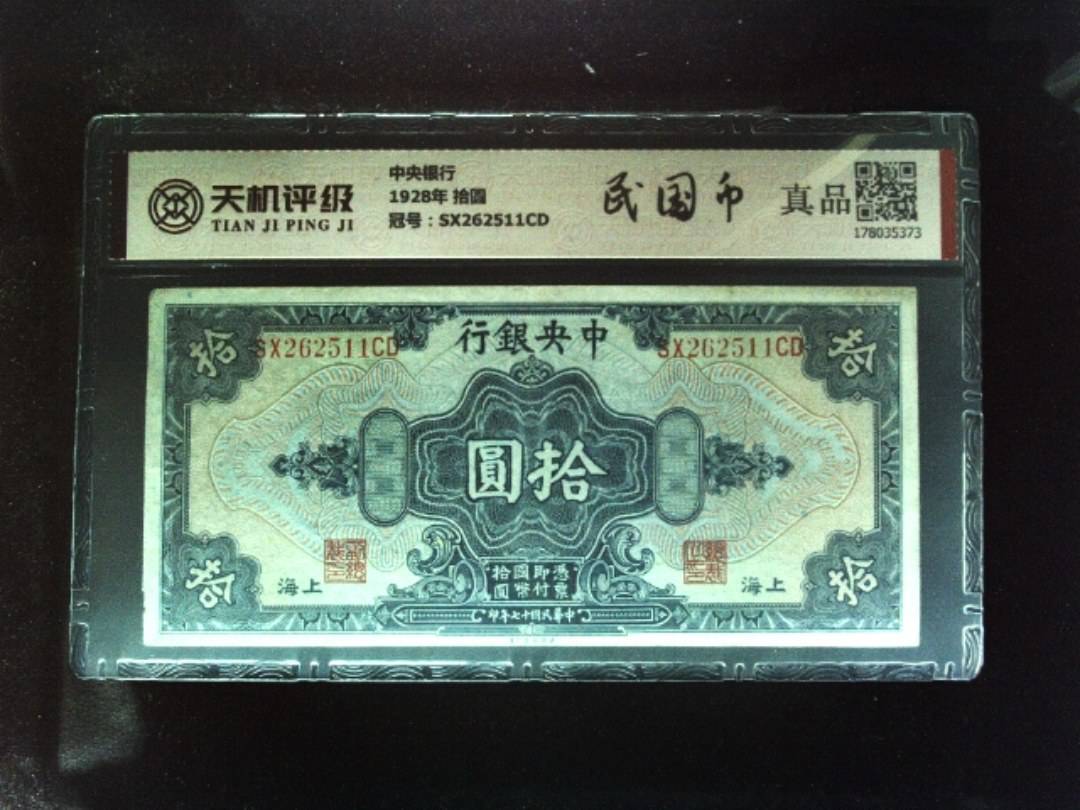 天机评级
TIAN JI PING JI
中央银行
1928年 拾圆
冠号：SX262511CD
民国币
真品
178035373
中央銀行
SX262511CD
SX262511CD
拾
拾
拾圓
憑票即付國幣拾圓
上海
上海
拾
拾
中華民國十七年印